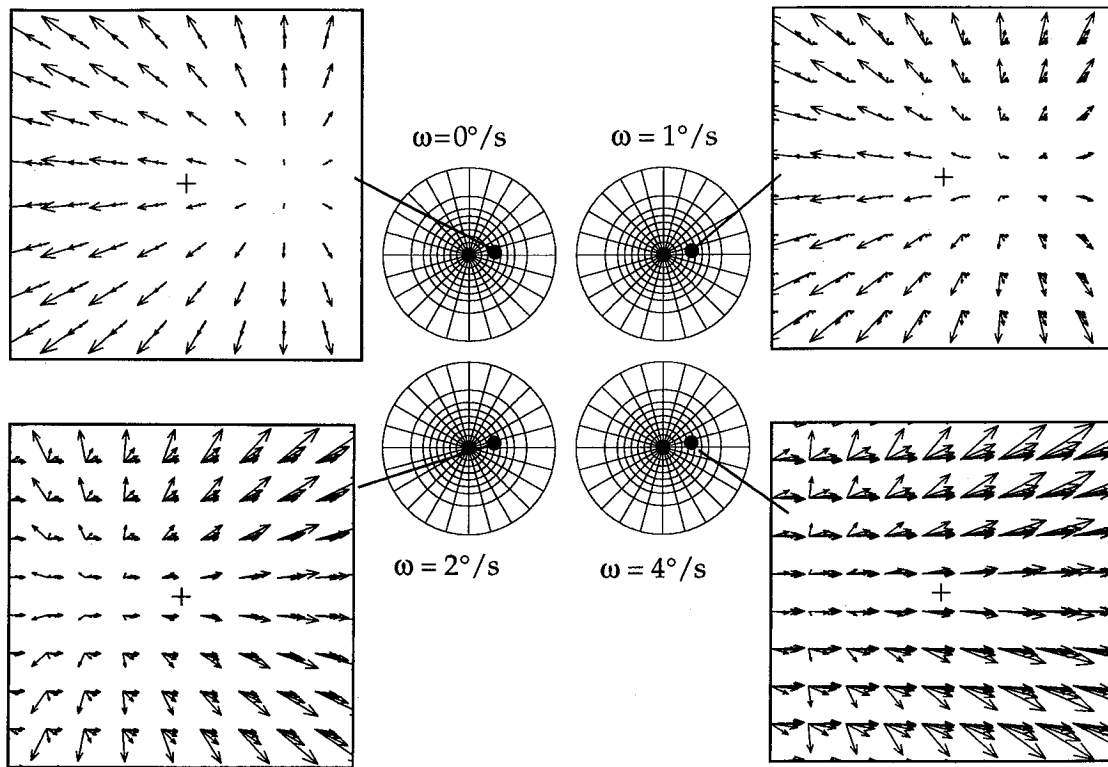 ω=0°/s
ω = 1°/s
ω = 2°/s
ω = 4°/s